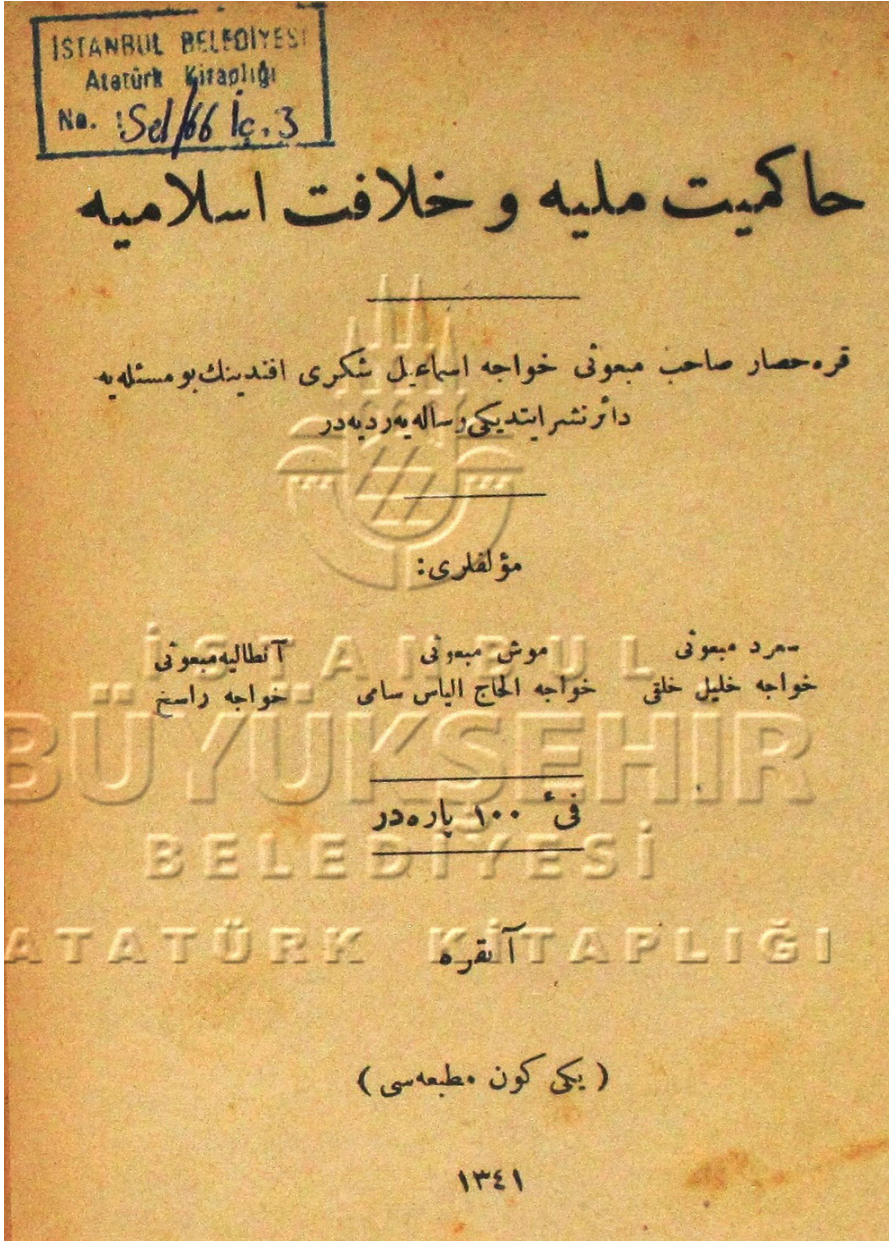 İSTANBUL BELEDİYESİ
Atatürk Kitaplığı
No. : Sel/66 İç. 3
حاكميت مليه و خلافت اسلاميه
قره حصار صاحب مبعوثى خواجه اسماعيل شكرى افندينك بو مسئله يه
دائر نشر ايتديكى رساله يه رديه در
مؤلفلرى :
سعرد مبعوثى
خواجه خليل خلقى
موش مبعوثى
خواجه الحاج الياس سامى
آنطاليه مبعوثى
خواجه راسخ
فىء ١٠٠ پاره در
آنقره
( يكى كون مطبعه سى )
١٣٤١
İSTANBUL
BÜYÜKŞEHİR
BELEDİYESİ
ATATÜRK KİTAPLIĞI